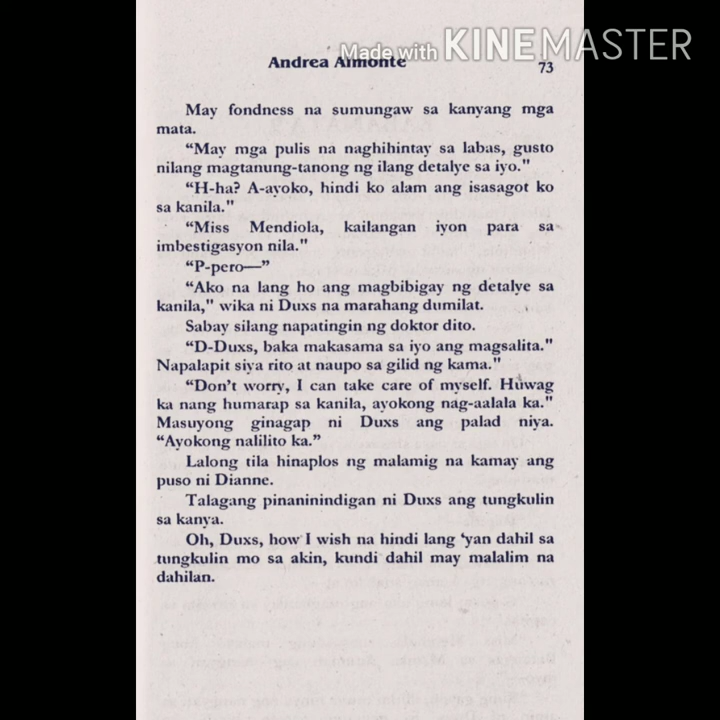 Made with KINEMASTER
Andrea Almonte
73
May fondness na sumungaw sa kanyang mga
mata.
“May mga pulis na naghihintay sa labas, gusto
nilang magtanung-tanong ng ilang detalye sa iyo."
“H-ha? A-ayoko, hindi ko alam ang isasagot ko
sa kanila."
“Miss Mendiola, kailangan iyon para sa
imbestigasyon nila."
“P-pero—”
“Ako na lang ho ang magbibigay ng detalye sa
kanila," wika ni Duxs na marahang dumilat.
Sabay silang napatingin ng doktor dito.
“D-Duxs, baka makasama sa iyo ang magsalita."
Napalapit siya rito at naupo sa gilid ng kama."
“Don’t worry, I can take care of myself. Huwag
ka nang humarap sa kanila, ayokong nag-aalala ka."
Masuyong ginagap ni Duxs ang palad niya.
“Ayokong nalilito ka.”
Lalong tila hinaplos ng malamig na kamay ang
puso ni Dianne.
Talagang pinaninindigan ni Duxs ang tungkulin
sa kanya.
Oh, Duxs, how I wish na hindi lang ‘yan dahil sa
tungkulin mo sa akin, kundi dahil may malalim na
dahilan.